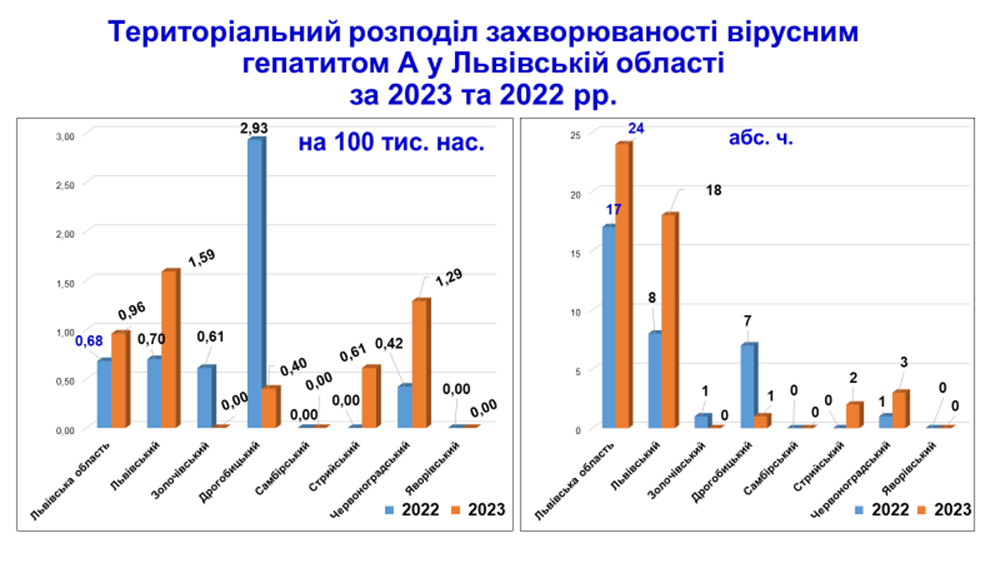 Територіальний розподіл захворюваності вірусним
гепатитом А у Львівській області
за 2023 та 2022 рр.
на 100 тис. нас.
3,00
2,50
2,00
1,50
1,00
0,50
0,00
0,68
0,96
0,70
1,59
0,61
0,00
2,93
0,40
0,00
0,00
0,00
0,61
0,42
1,29
0,00
0,00
Львівська область
Львівський
Золочівський
Дрогобицький
Самбірський
Стрийський
Червоноградський
Яворівський
2022 2023
абс. ч.
25
20
15
10
5
0
17
24
8
18
1
0
7
1
0
0
0
2
1
3
0
0
Львівська область
Львівський
Золочівський
Дрогобицький
Самбірський
Стрийський
Червоноградський
Яворівський
2022 2023